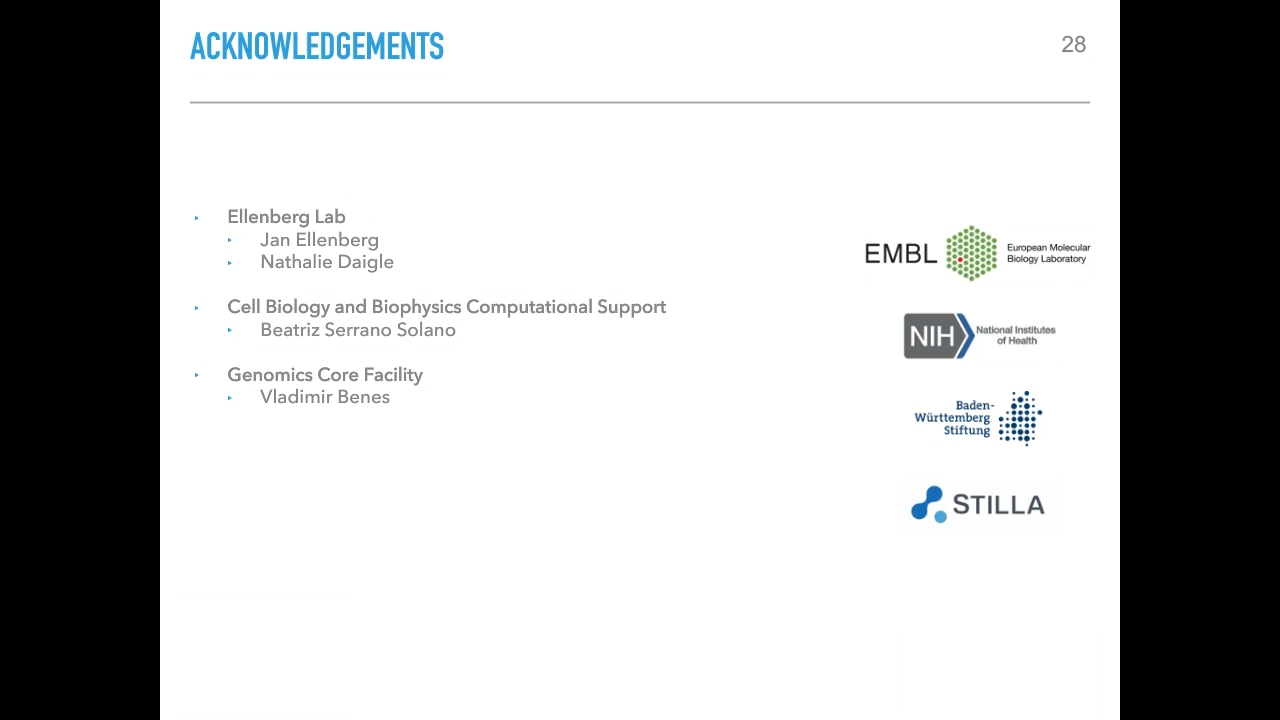 ACKNOWLEDGEMENTS
28
Ellenberg Lab
Jan Ellenberg
Nathalie Daigle
Cell Biology and Biophysics Computational Support
Beatriz Serrano Solano
Genomics Core Facility
Vladimir Benes
EMBL
European Molecular
Biology Laboratory
NIH
National Institutes
of Health
Baden-
Württemberg
Stiftung
STILLA